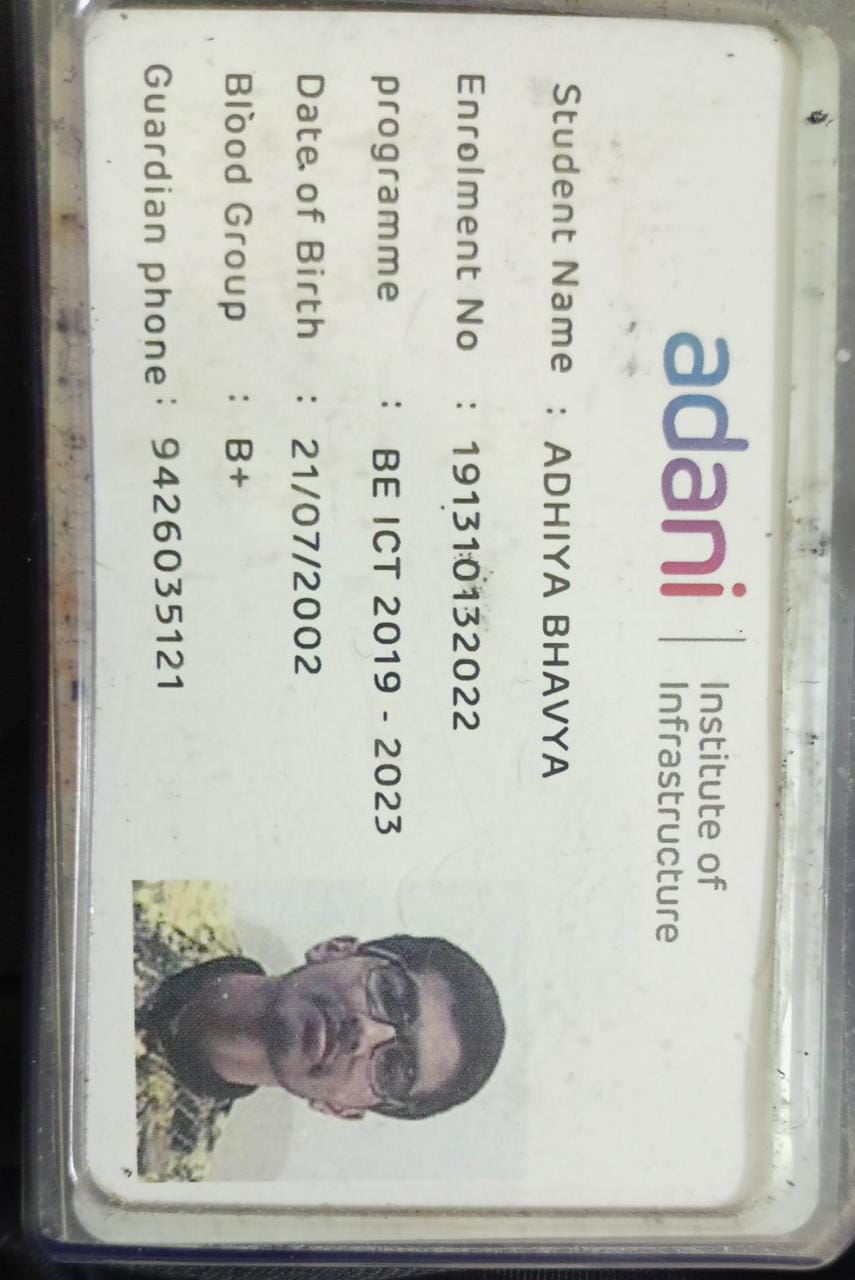 adani | Institute of
Infrastructure
Student Name : ADHIYA BHAVYA
Enrolment No : 191310132022
programme : BE ICT 2019 - 2023
Date of Birth : 21/07/2002
Blood Group : B+
Guardian phone : 9426035121